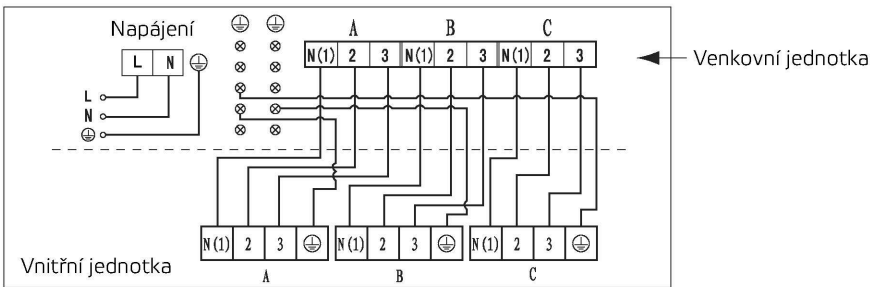 Napájení
L N
L
N
A B C
N(1) 2 3 N(1) 2 3 N(1) 2 3
Venkovní jednotka
N(1) 2 3 N(1) 2 3 N(1) 2 3
Vnitřní jednotka
A B C